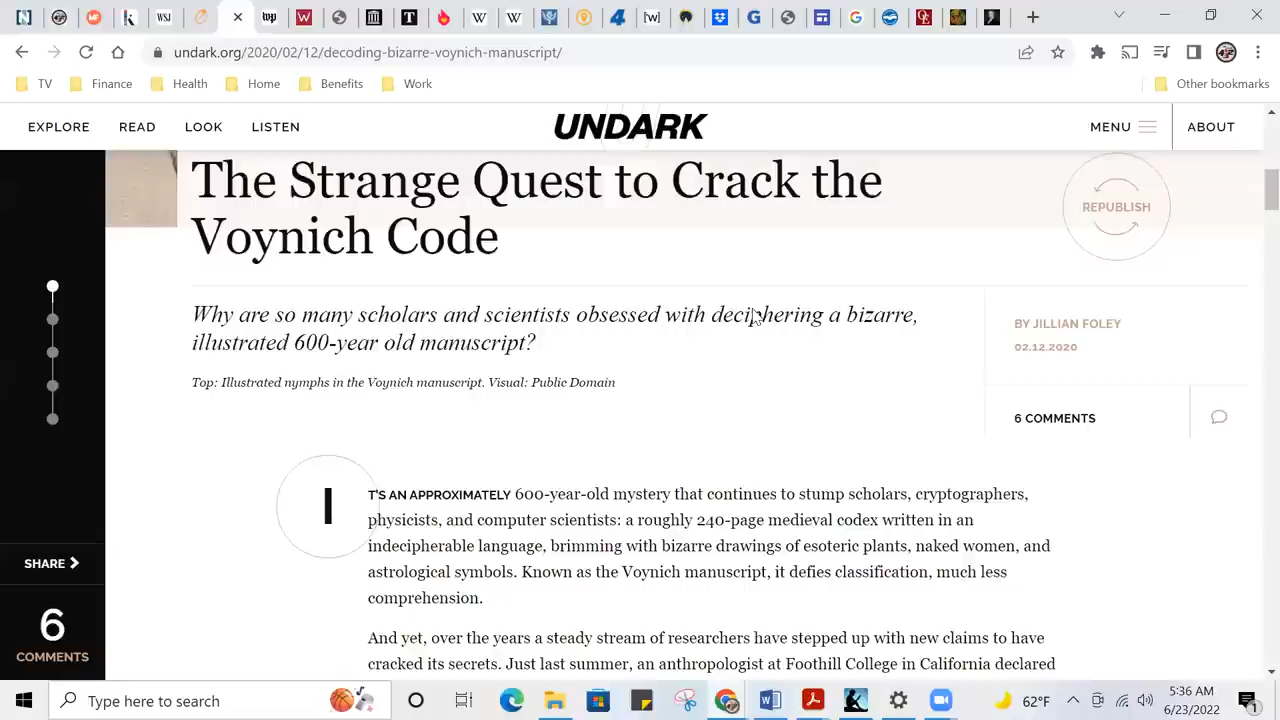 undark.org/2020/02/12/decoding-bizarre-voynich-manuscript/
TV Finance Health Home Benefits Work Other bookmarks
EXPLORE READ LOOK LISTEN UNDARK MENU ABOUT
The Strange Quest to Crack the
Voynich Code
REPUBLISH
Why are so many scholars and scientists obsessed with deciphering a bizarre,
illustrated 600-year old manuscript?
BY JILLIAN FOLEY
02.12.2020
Top: Illustrated nymphs in the Voynich manuscript. Visual: Public Domain
6 COMMENTS
IT'S AN APPROXIMATELY 600-year-old mystery that continues to stump scholars, cryptographers,
physicists, and computer scientists: a roughly 240-page medieval codex written in an
indecipherable language, brimming with bizarre drawings of esoteric plants, naked women, and
astrological symbols. Known as the Voynich manuscript, it defies classification, much less
comprehension.
And yet, over the years a steady stream of researchers have stepped up with new claims to have
cracked its secrets. Just last summer, an anthropologist at Foothill College in California declared
SHARE
6
COMMENTS
Type here to search
62°F
5:36 AM
6/23/2022